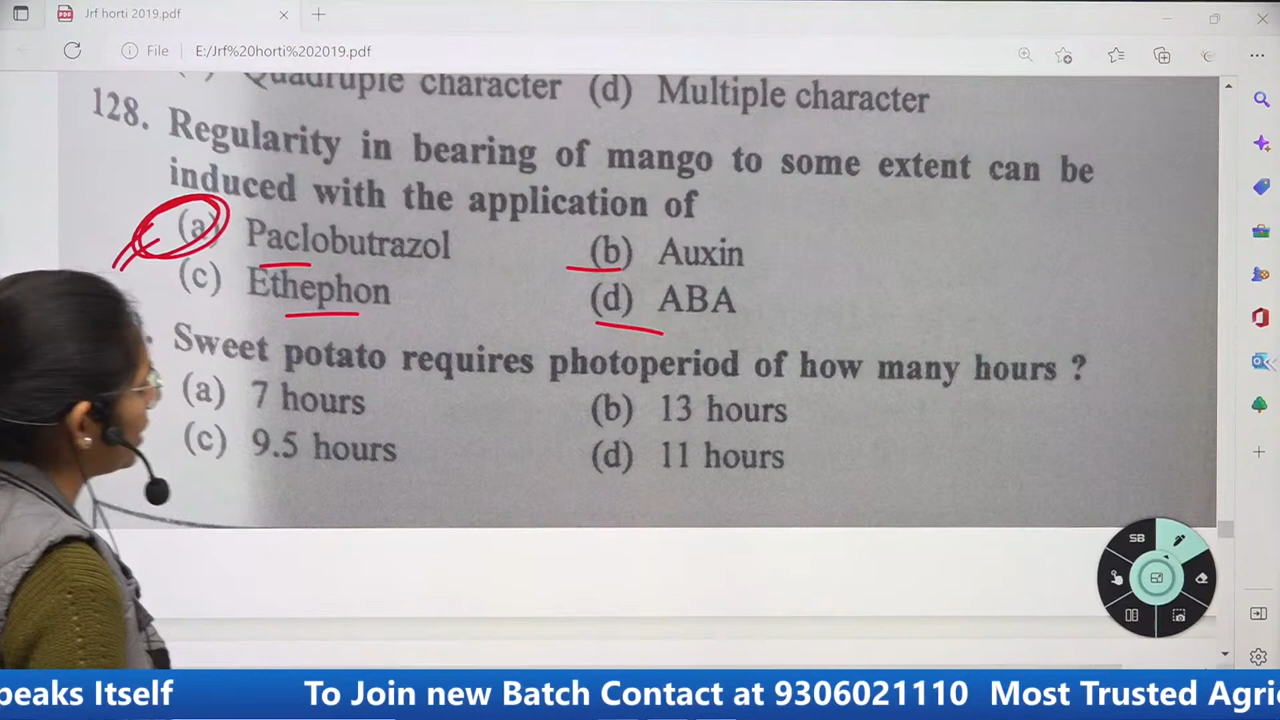 Jrf horti 2019.pdf
File E:/Jrf%20horti%202019.pdf
Quadruple character (d) Multiple character
128. Regularity in bearing of mango to some extent can be
induced with the application of
(a) Paclobutrazol (b) Auxin
(c) Ethephon (d) ABA
Sweet potato requires photoperiod of how many hours ?
(a) 7 hours (b) 13 hours
(c) 9.5 hours (d) 11 hours
SB
peaks Itself To Join new Batch Contact at 9306021110 Most Trusted Agri